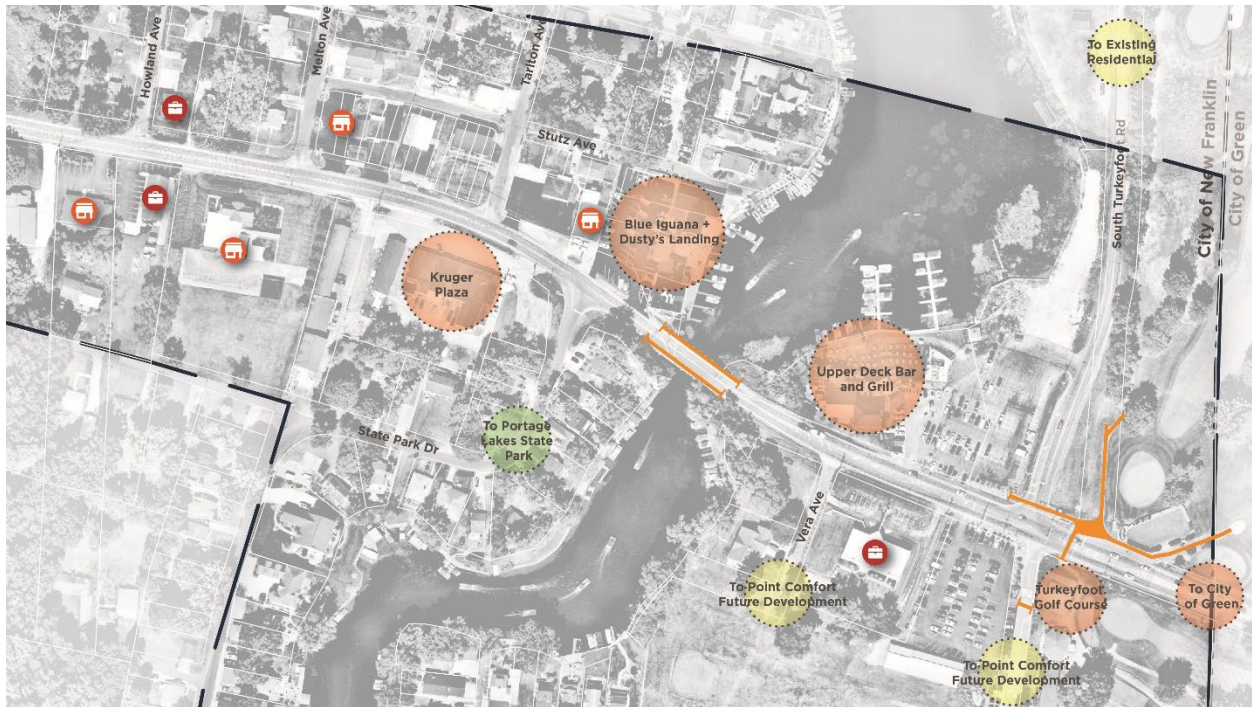 Howland Ave
Menlon Ave
Tarlton Ave
To Existing
Residential
Stutz Ave
South Turkeyfoot Rd
City of New Franklin
City of Green
Blue Iguana +
Dusty's Landing
Kruger
Plaza
Upper Deck Bar
and Grill
To Portage
Lakes State
Park
State Park Dr
Vera Ave
To Point Comfort
Future Development
Turkeyfoot
Golf Course
To City
of Green
To Point Comfort
Future Development